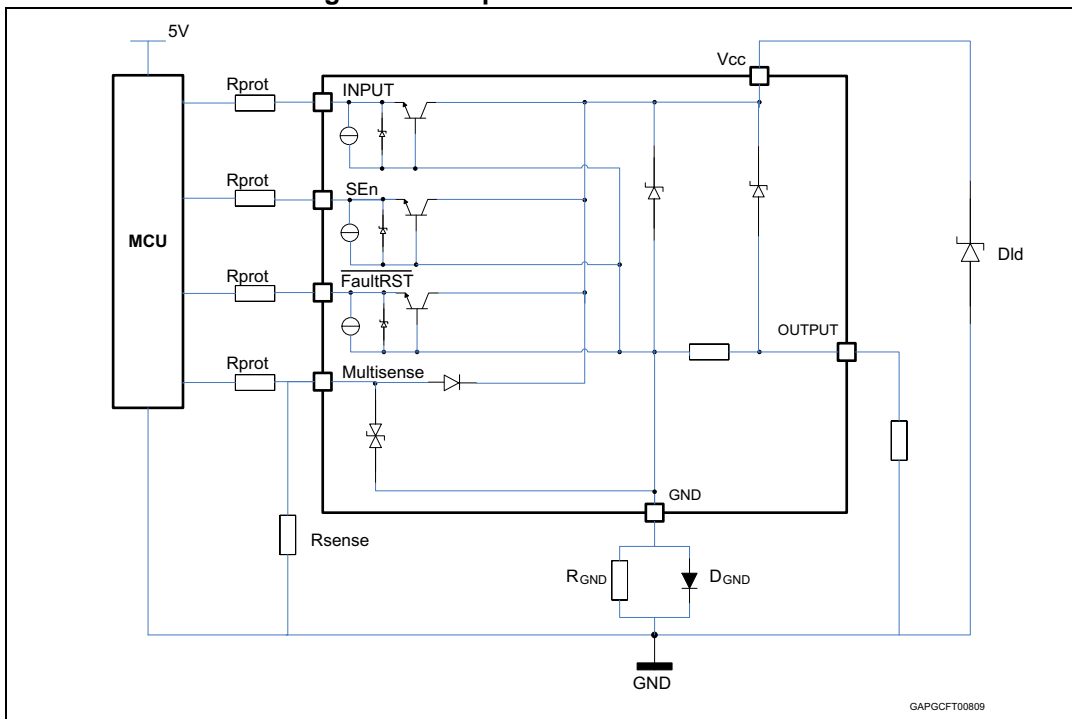 5V
Vcc
Rprot
INPUT
Rprot
SEn
MCU
Dld
Rprot
FaultRST
OUTPUT
Rprot
Multisense
GND
Rsense
RGND
DGND
GND
GAPGCFT00809